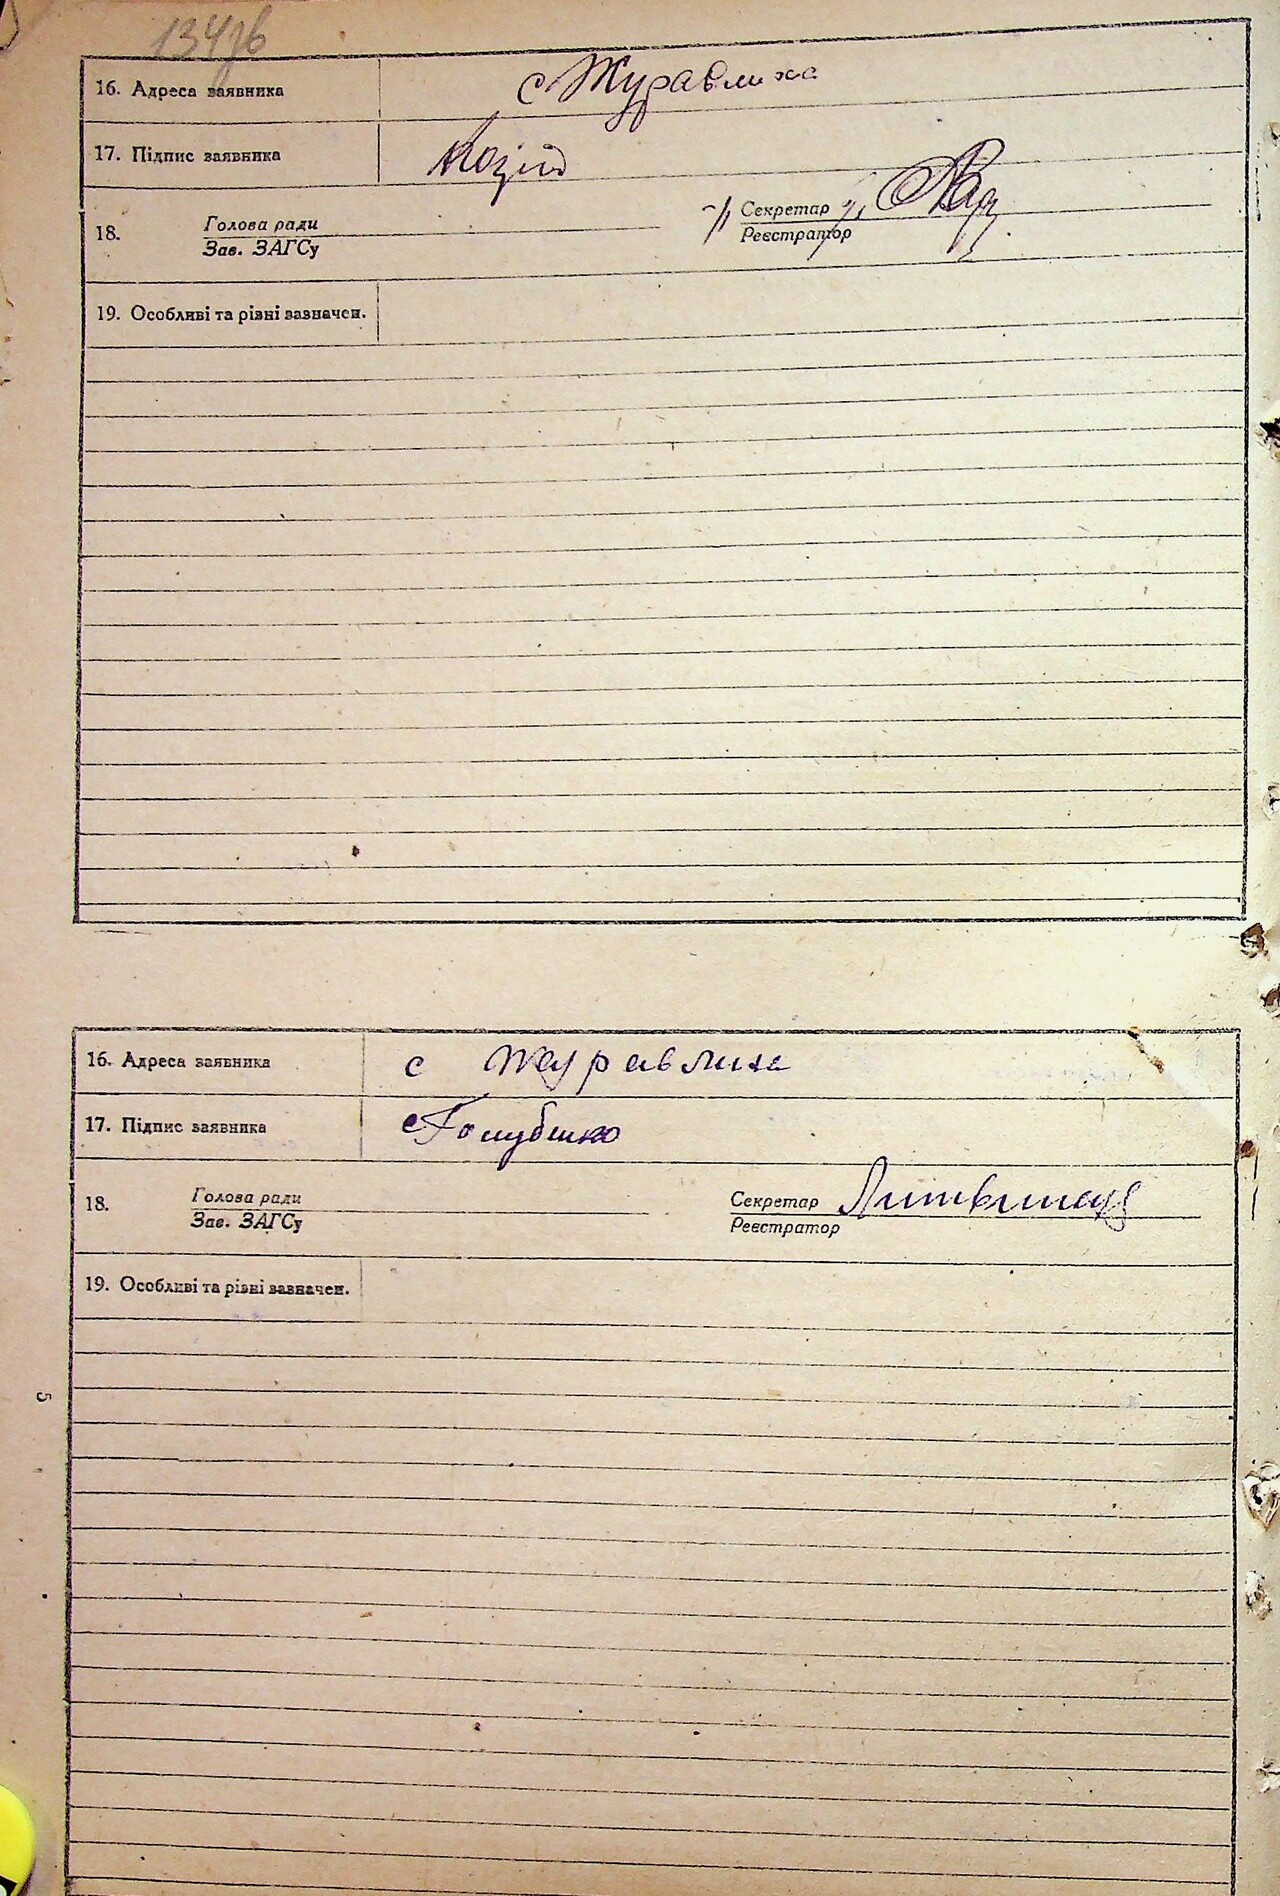 134зв
16. Адреса заявника с Журавлиха
17. Підпис заявника Козій
18. Голова ради Секретар
Зав. ЗАГСу Реєстратор
19. Особливі та різні зазначен.
16. Адреса заявника с Журавлиха
17. Підпис заявника Голубенко
18. Голова ради Секретар
Зав. ЗАГСу Реєстратор
19. Особливі та різні зазначен.
5